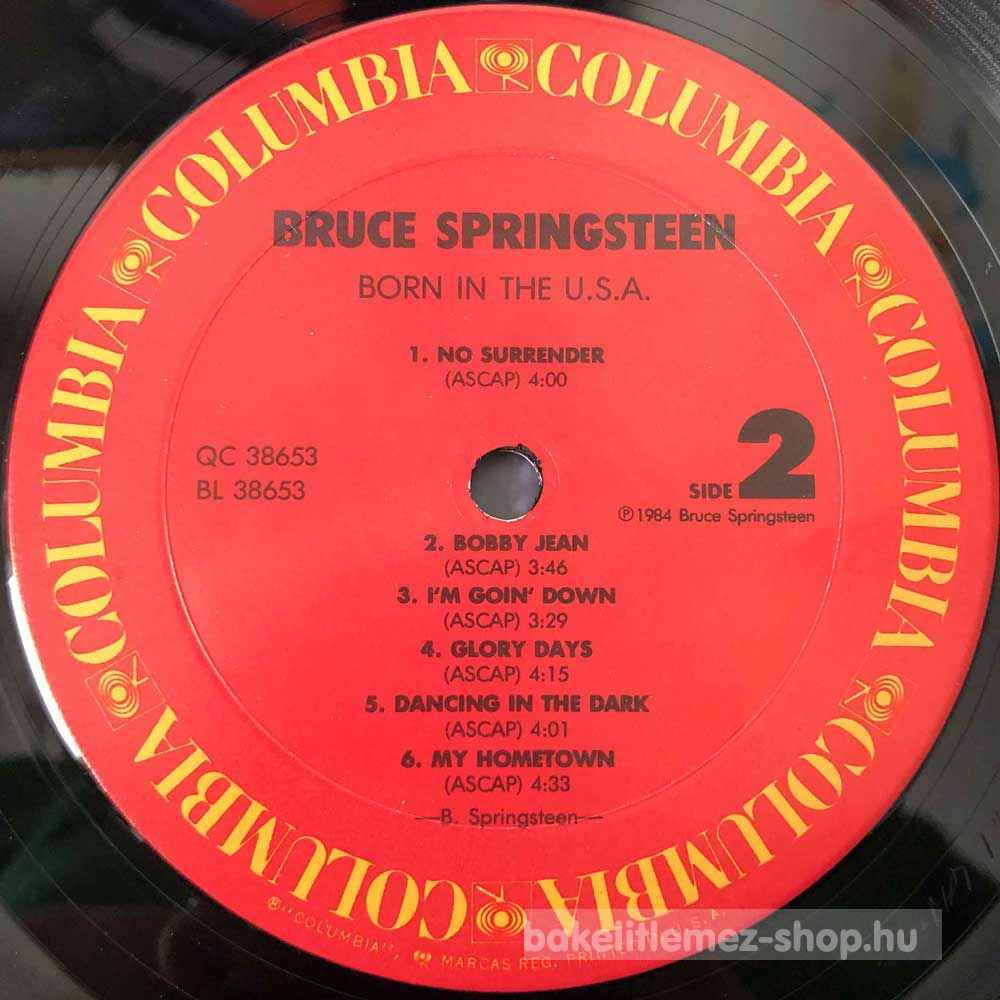 COLUMBIA COLUMBIA COLUMBIA COLUMBIA COLUMBIA COLUMBIA COLUMBIA COLUMBIA
BRUCE SPRINGSTEEN
BORN IN THE U.S.A.
1. NO SURRENDER
(ASCAP) 4:00
QC 38653
BL 38653
SIDE 2
℗ 1984 Bruce Springsteen
2. BOBBY JEAN
(ASCAP) 3:46
3. I'M GOIN' DOWN
(ASCAP) 3:29
4. GLORY DAYS
(ASCAP) 4:15
5. DANCING IN THE DARK
(ASCAP) 4:01
6. MY HOMETOWN
(ASCAP) 4:33
—B. Springsteen—
® "COLUMBIA", MARCAS REG. PRINTED U.S.A.
bakelitlemez-shop.hu